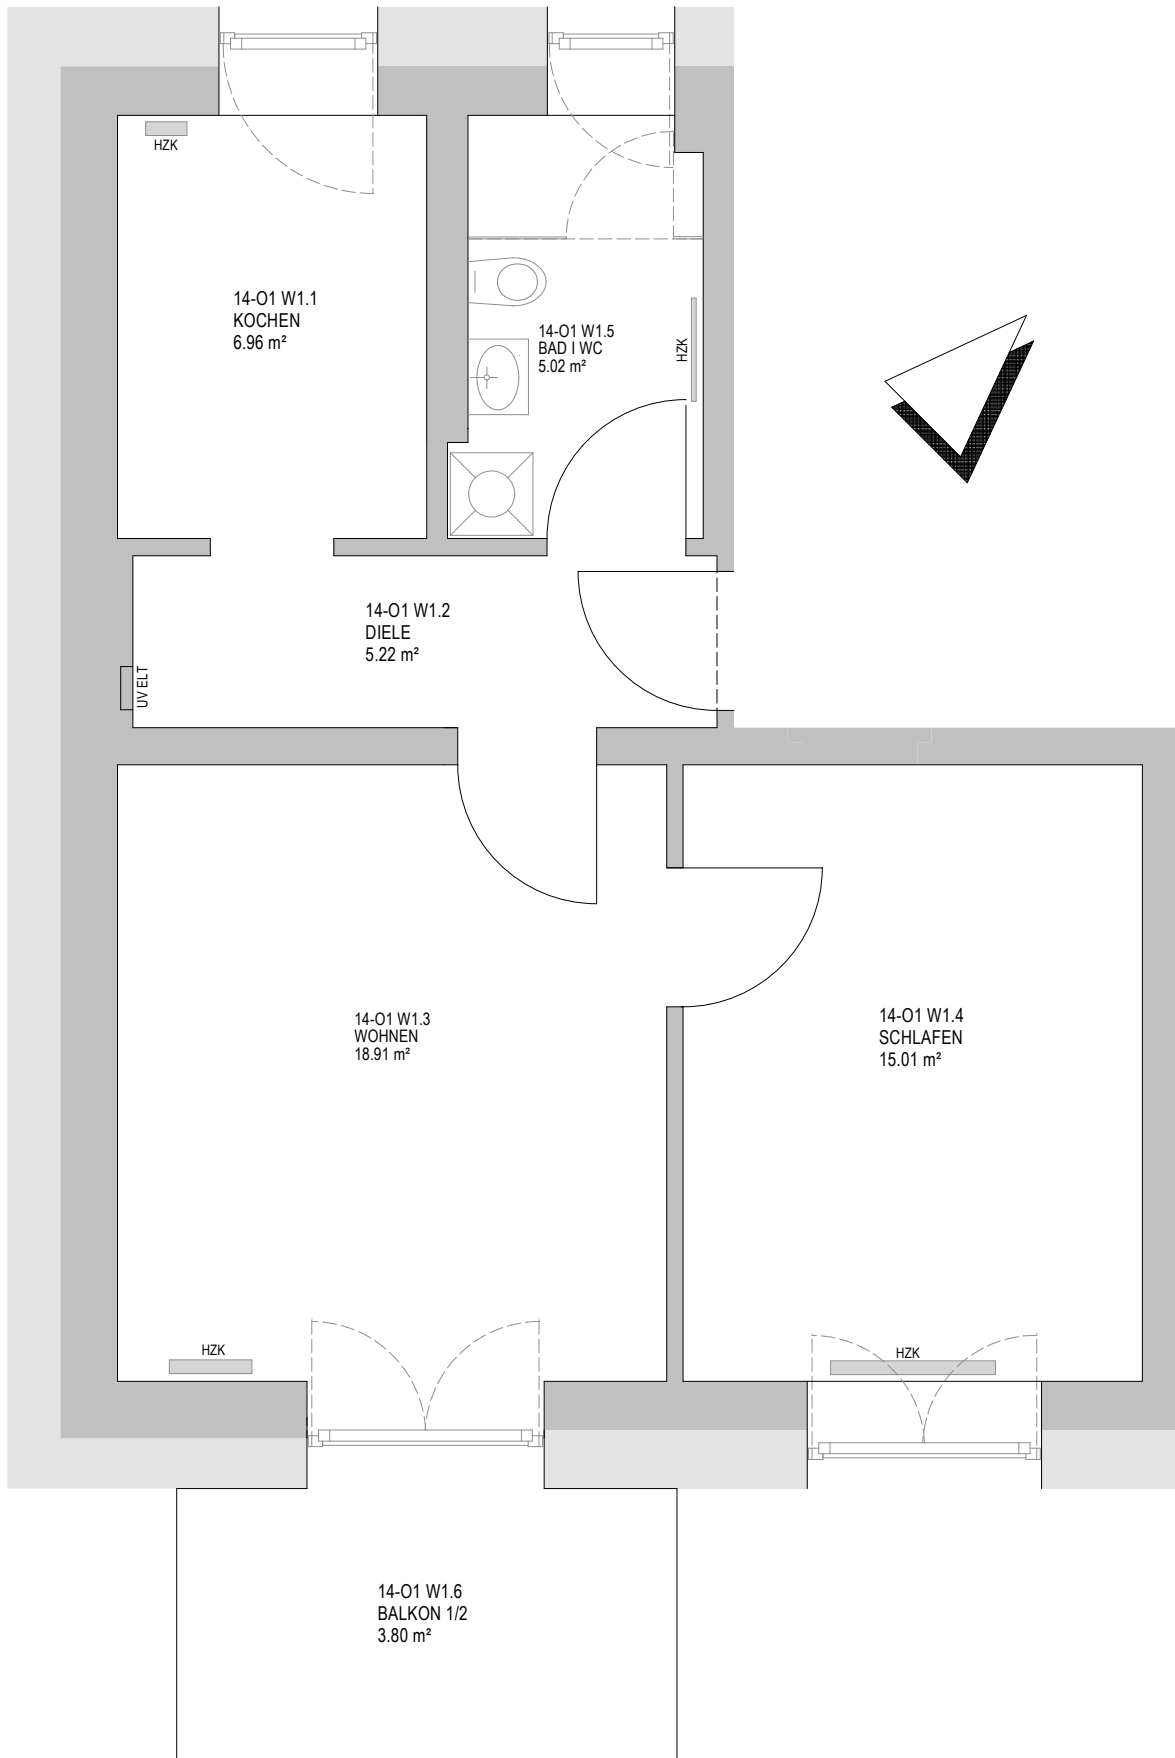 HZK
14-O1 W1.1
KOCHEN
6.96 m²
14-O1 W1.5
BAD I WC
5.02 m²
HZK
14-O1 W1.2
DIELE
5.22 m²
UV ELT
14-O1 W1.3
WOHNEN
18.91 m²
14-O1 W1.4
SCHLAFEN
15.01 m²
HZK
HZK
14-O1 W1.6
BALKON 1/2
3.80 m²